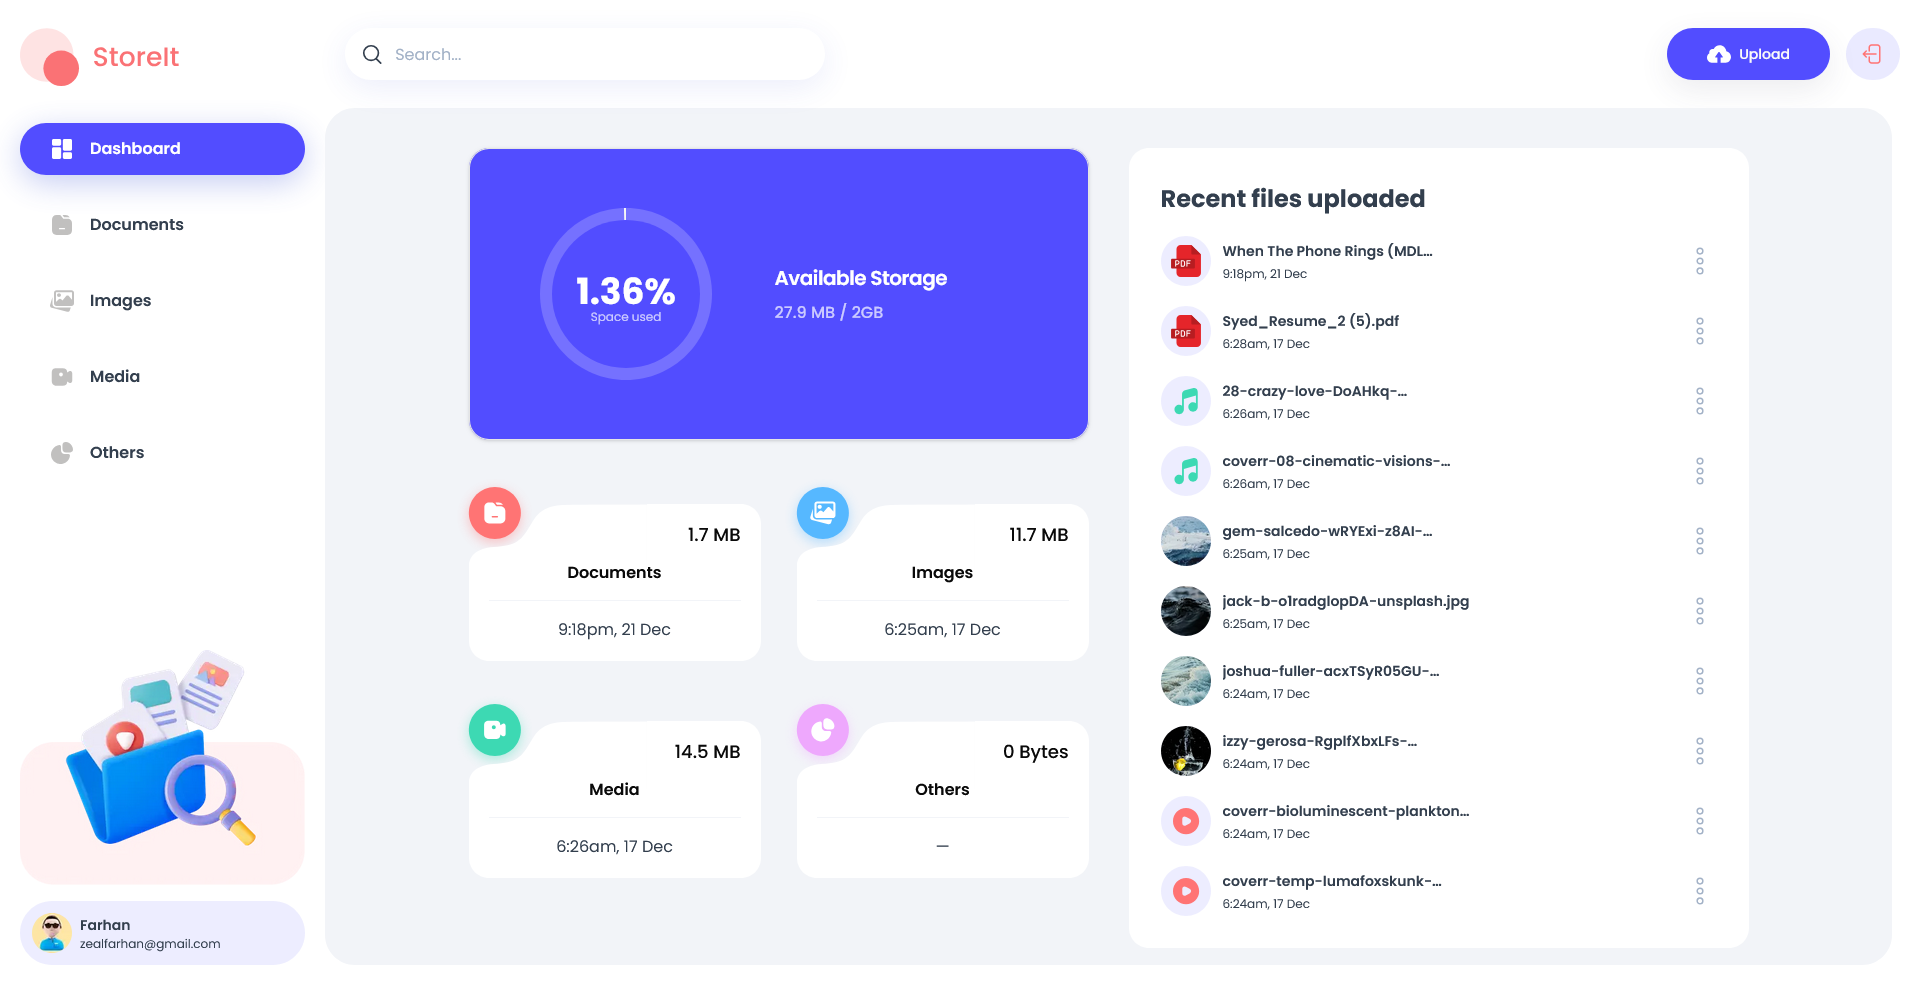 StoreIt
Search...
Upload
Dashboard
Documents
Images
Media
Others
Farhan
zealfarhan@gmail.com
1.36%
Space used
Available Storage
27.9 MB / 2GB
1.7 MB
Documents
9:18pm, 21 Dec
11.7 MB
Images
6:25am, 17 Dec
14.5 MB
Media
6:26am, 17 Dec
0 Bytes
Others
—
Recent files uploaded
PDF
When The Phone Rings (MDL...
9:18pm, 21 Dec
PDF
Syed_Resume_2 (5).pdf
6:28am, 17 Dec
28-crazy-love-DoAHkq-...
6:26am, 17 Dec
coverr-08-cinematic-visions-...
6:26am, 17 Dec
gem-salcedo-wRYExi-z8AI-...
6:25am, 17 Dec
jack-b-o1radglopDA-unsplash.jpg
6:25am, 17 Dec
joshua-fuller-acxTSyR05GU-...
6:24am, 17 Dec
izzy-gerosa-RgplfXbxLFs-...
6:24am, 17 Dec
coverr-bioluminescent-plankton...
6:24am, 17 Dec
coverr-temp-lumafoxskunk-...
6:24am, 17 Dec